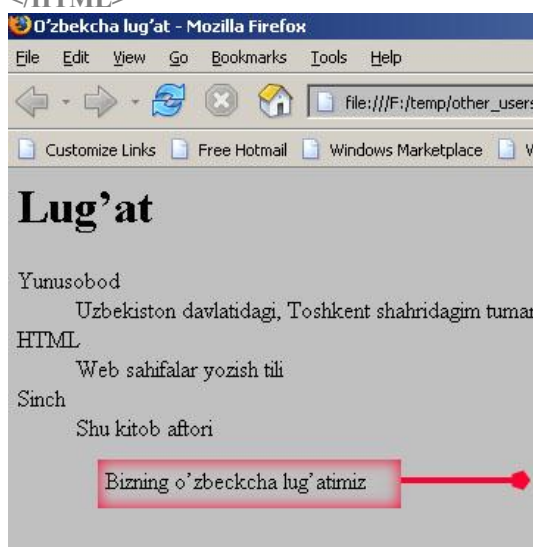 </HTML>
O'zbekcha lug'at - Mozilla Firefox
File Edit View Go Bookmarks Tools Help
file:///F:/temp/other_users
Customize Links Free Hotmail Windows Marketplace
Lug’at
Yunusobod
Uzbekiston davlatidagi, Toshkent shahridagim tuman
HTML
Web sahifalar yozish tili
Sinch
Shu kitob aftori
Bizning o’zbeckcha lug’atimiz